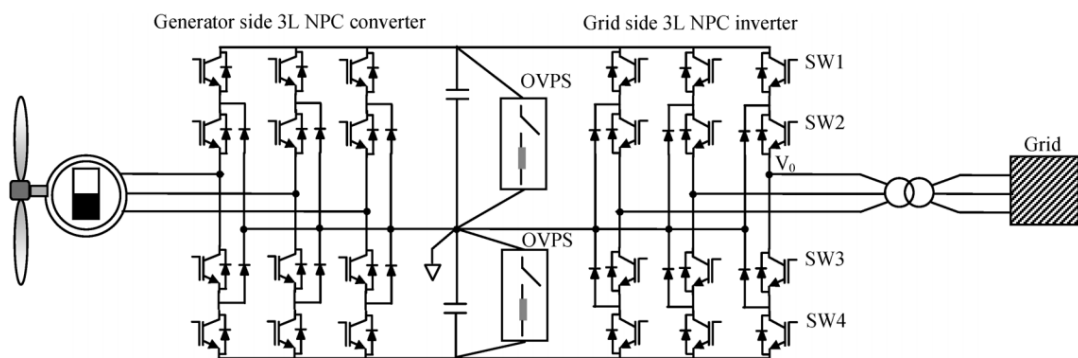 Generator side 3L NPC converter
Grid side 3L NPC inverter
OVPS
SW1
SW2
Grid
V0
OVPS
SW3
SW4